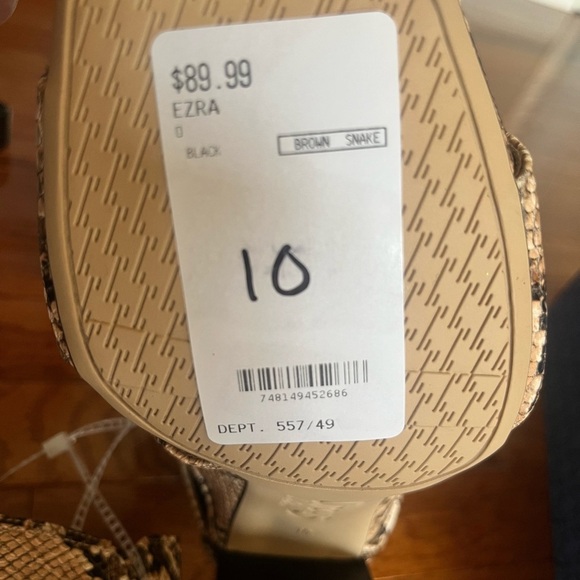 $89.99
EZRA
0
BLACK
BROWN SNAKE
10
748149452686
DEPT. 557/49